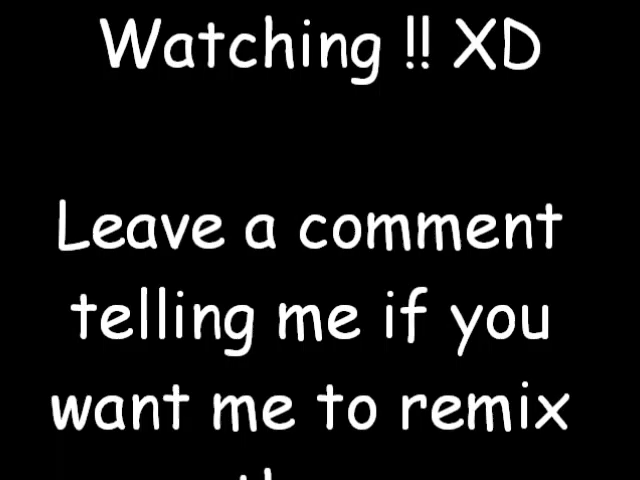 Watching !! XD
Leave a comment
telling me if you
want me to remix